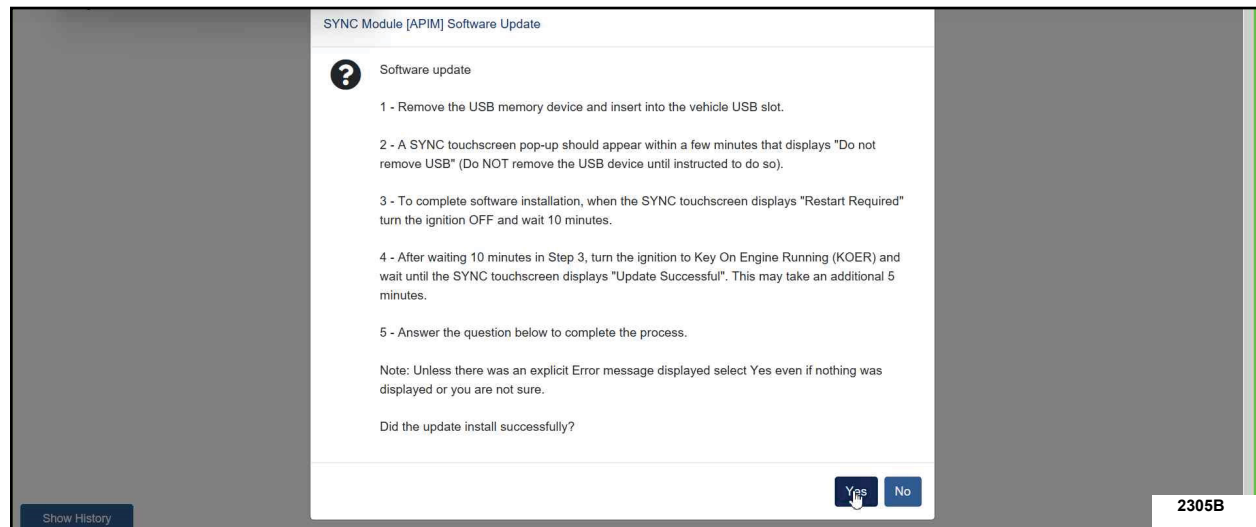 SYNC Module [APIM] Software Update
Software update
1 - Remove the USB memory device and insert into the vehicle USB slot.
2 - A SYNC touchscreen pop-up should appear within a few minutes that displays "Do not
remove USB" (Do NOT remove the USB device until instructed to do so).
3 - To complete software installation, when the SYNC touchscreen displays "Restart Required"
turn the ignition OFF and wait 10 minutes.
4 - After waiting 10 minutes in Step 3, turn the ignition to Key On Engine Running (KOER) and
wait until the SYNC touchscreen displays "Update Successful". This may take an additional 5
minutes.
5 - Answer the question below to complete the process.
Note: Unless there was an explicit Error message displayed select Yes even if nothing was
displayed or you are not sure.
Did the update install successfully?
Yes No
Show History
2305B